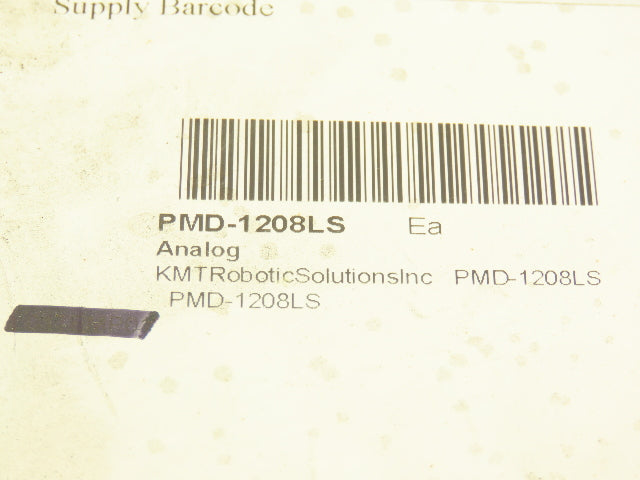 Supply Barcode
PMD-1208LS Ea
Analog
KMTRoboticSolutionsInc PMD-1208LS
PMD-1208LS